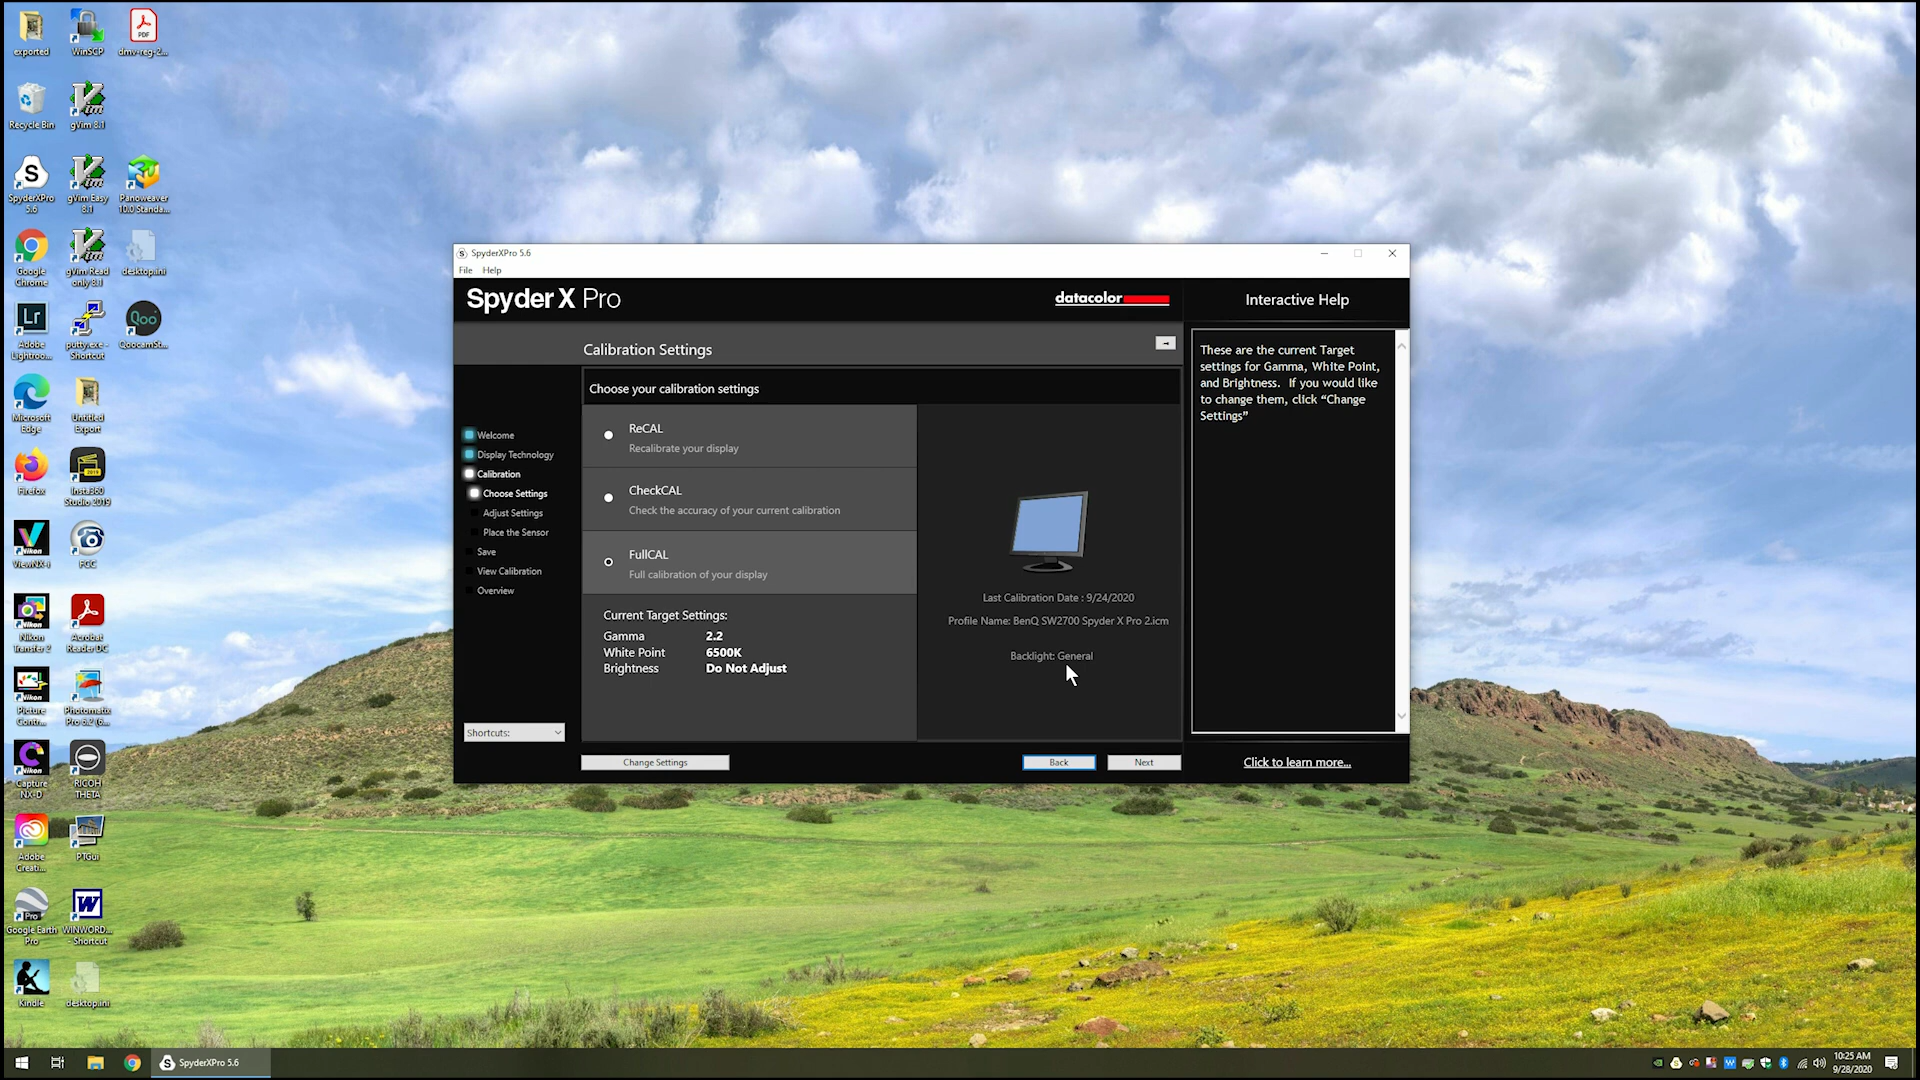 exported
WinSCP
dmv-reg-2...
Recycle Bin
gVim 8.1
SpyderXPro
5.6
gVim Easy
8.1
Panoweaver
10.0 Standa...
Google
Chrome
gVim Read
only 8.1
desktop.ini
Adobe
Lightroo...
putty.exe -
Shortcut
QoocamSt...
Microsoft
Edge
Untitled
Export
Firefox
Insta360
Studio 2019
ViewNX-i
FCC
Nikon
Transfer 2
Acrobat
Reader DC
Picture
Contr...
Photomatix
Pro 6.2 (6...
Capture
NX-D
RICOH
THETA
Adobe
Creati...
PTGui
Google Earth
Pro
WINWORD...
- Shortcut
Kindle
desktop.ini
SpyderXPro 5.6
File Help
Spyder X Pro
datacolor
Interactive Help
Calibration Settings
Choose your calibration settings
Welcome
Display Technology
Calibration
Choose Settings
Adjust Settings
Place the Sensor
Save
View Calibration
Overview
Shortcuts:
ReCAL
Recalibrate your display
CheckCAL
Check the accuracy of your current calibration
FullCAL
Full calibration of your display
Current Target Settings:
Gamma 2.2
White Point 6500K
Brightness Do Not Adjust
Last Calibration Date : 9/24/2020
Profile Name: BenQ SW2700 Spyder X Pro 2.icm
Backlight: General
These are the current Target
settings for Gamma, White Point,
and Brightness. If you would like
to change them, click “Change
Settings”
Change Settings
Back
Next
Click to learn more...
SpyderXPro 5.6
10:25 AM
9/28/2020